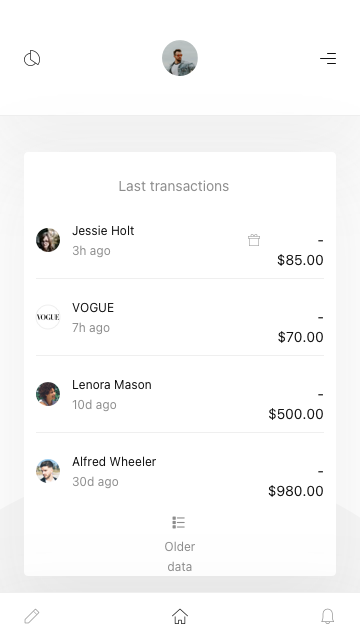 Last transactions
Jessie Holt
3h ago
-
$85.00
VOGUE
VOGUE
7h ago
-
$70.00
Lenora Mason
10d ago
-
$500.00
Alfred Wheeler
30d ago
-
$980.00
Older
data